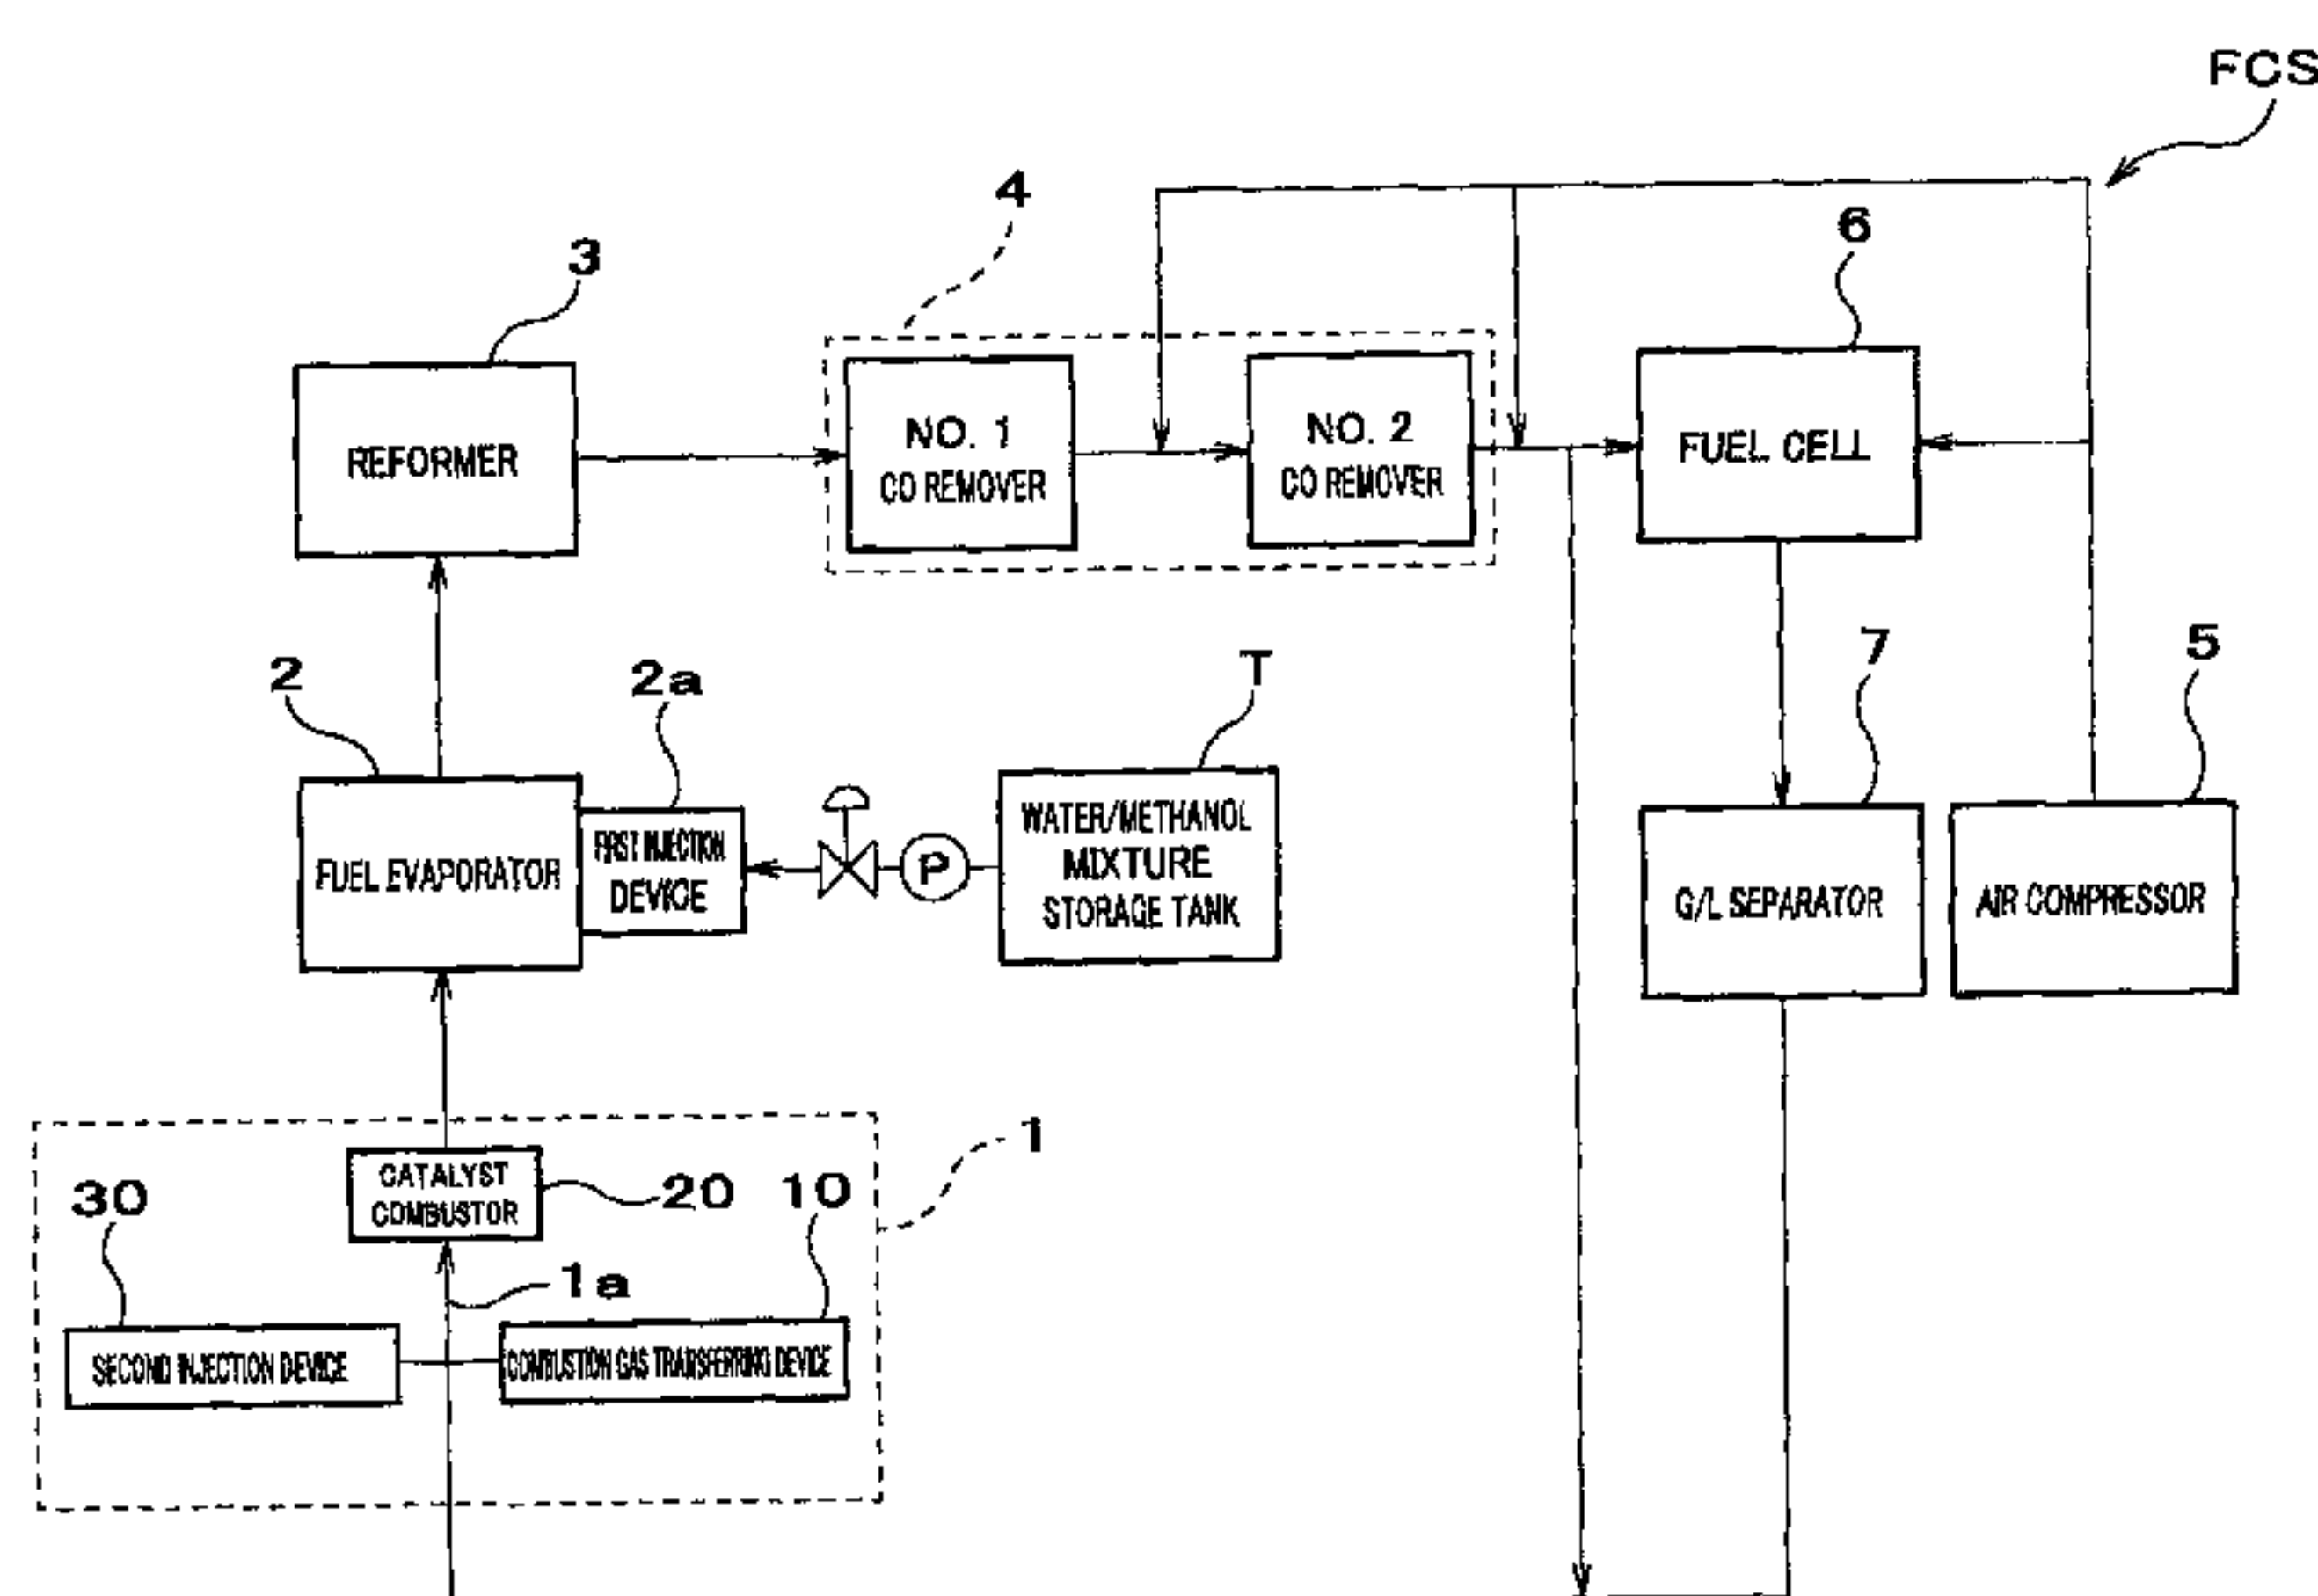 FCS
4
6
3
REFORMER
NO. 1
CO REMOVER
NO. 2
CO REMOVER
FUEL CELL
2
2a
T
7
5
FUEL EVAPORATOR
FIRST INJECTION
DEVICE
P
WATER/METHANOL
MIXTURE
STORAGE TANK
G/L SEPARATOR
AIR COMPRESSOR
1
CATALYST
COMBUSTOR
30
20
10
1a
SECOND INJECTION DEVICE
COMBUSTION GAS TRANSFERRING DEVICE